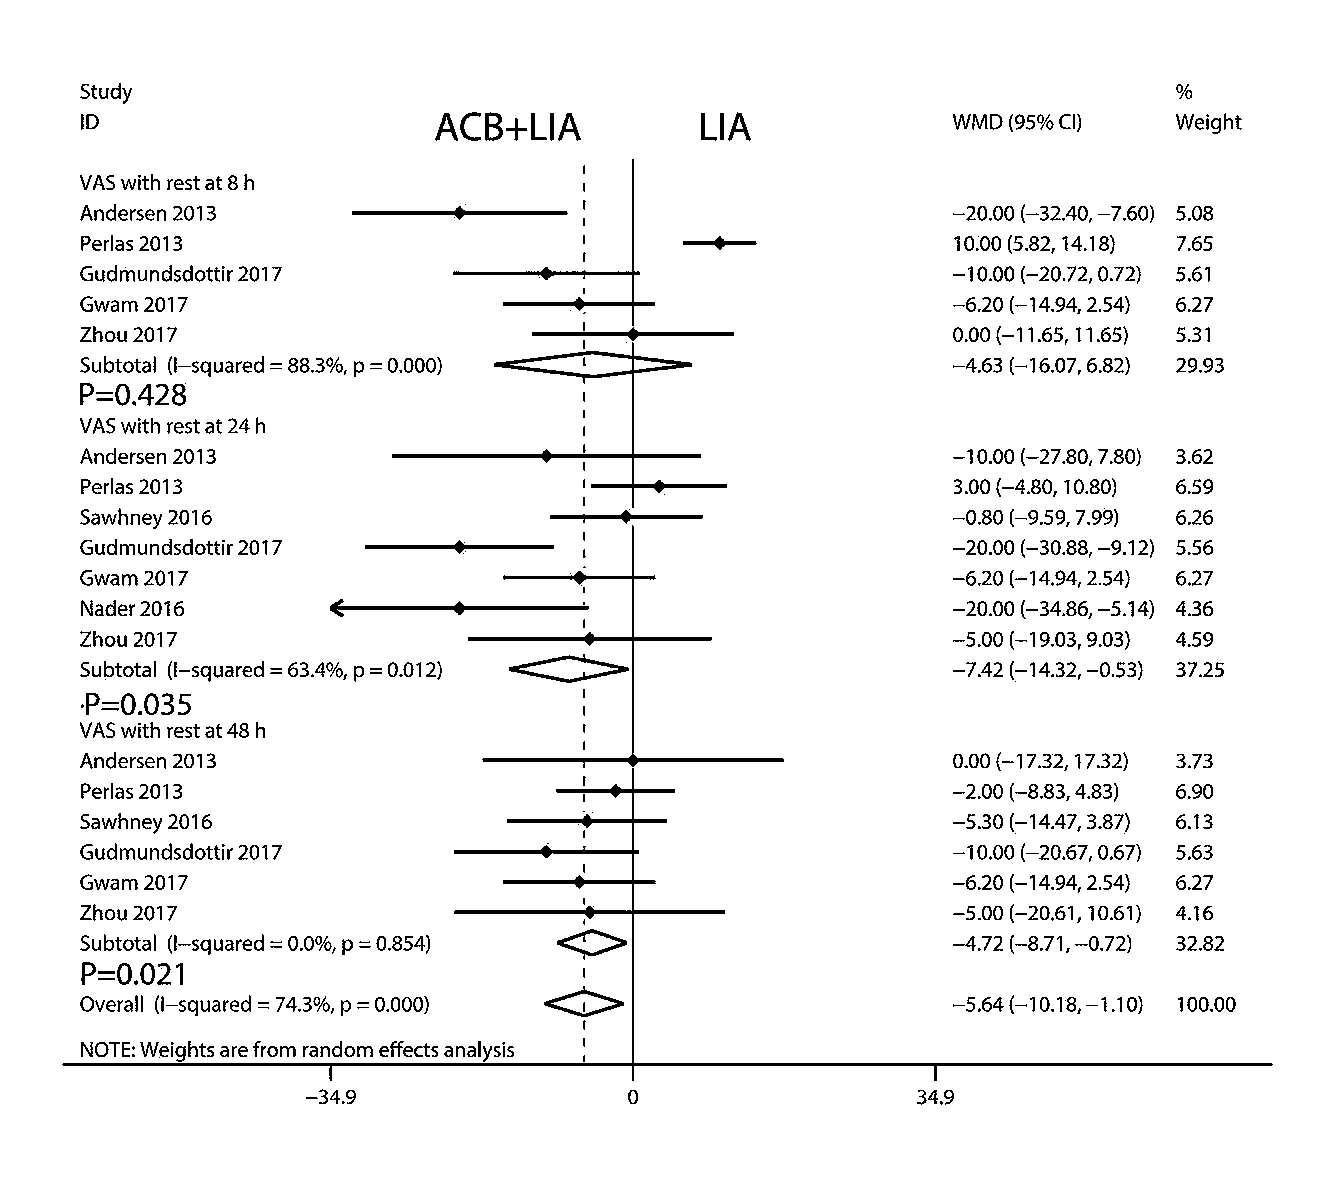 Study %
ID ACB+LIA LIA WMD (95% CI) Weight
VAS with rest at 8 h
Andersen 2013 −20.00 (−32.40, −7.60) 5.08
Perlas 2013 10.00 (5.82, 14.18) 7.65
Gudmundsdottir 2017 −10.00 (−20.72, 0.72) 5.61
Gwam 2017 −6.20 (−14.94, 2.54) 6.27
Zhou 2017 0.00 (−11.65, 11.65) 5.31
Subtotal (I−squared = 88.3%, p = 0.000) −4.63 (−16.07, 6.82) 29.93
P=0.428
VAS with rest at 24 h
Andersen 2013 −10.00 (−27.80, 7.80) 3.62
Perlas 2013 3.00 (−4.80, 10.80) 6.59
Sawhney 2016 −0.80 (−9.59, 7.99) 6.26
Gudmundsdottir 2017 −20.00 (−30.88, −9.12) 5.56
Gwam 2017 −6.20 (−14.94, 2.54) 6.27
Nader 2016 −20.00 (−34.86, −5.14) 4.36
Zhou 2017 −5.00 (−19.03, 9.03) 4.59
Subtotal (I−squared = 63.4%, p = 0.012) −7.42 (−14.32, −0.53) 37.25
P=0.035
VAS with rest at 48 h
Andersen 2013 0.00 (−17.32, 17.32) 3.73
Perlas 2013 −2.00 (−8.83, 4.83) 6.90
Sawhney 2016 −5.30 (−14.47, 3.87) 6.13
Gudmundsdottir 2017 −10.00 (−20.67, 0.67) 5.63
Gwam 2017 −6.20 (−14.94, 2.54) 6.27
Zhou 2017 −5.00 (−20.61, 10.61) 4.16
Subtotal (I−squared = 0.0%, p = 0.854) −4.72 (−8.71, −0.72) 32.82
P=0.021
Overall (I−squared = 74.3%, p = 0.000) −5.64 (−10.18, −1.10) 100.00
NOTE: Weights are from random effects analysis
−34.9 0 34.9